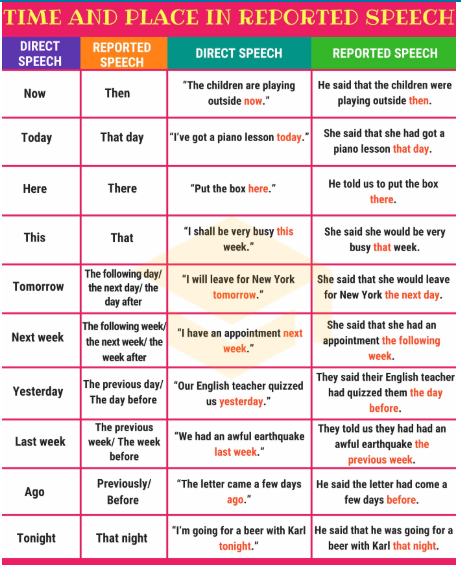 TIME AND PLACE IN REPORTED SPEECH
DIRECT
SPEECH
REPORTED
SPEECH
DIRECT SPEECH
REPORTED SPEECH
Now
Then
“The children are playing
outside now.”
He said that the children were
playing outside then.
Today
That day
“I’ve got a piano lesson today.”
She said that she had got a
piano lesson that day.
Here
There
“Put the box here.”
He told us to put the box
there.
This
That
“I shall be very busy this
week.”
She said she would be very
busy that week.
Tomorrow
The following day/
the next day/ the
day after
“I will leave for New York
tomorrow.”
She said that she would leave
for New York the next day.
Next week
The following week/
the next week/ the
week after
“I have an appointment next
week.”
She said that she had an
appointment the following
week.
Yesterday
The previous day/
The day before
“Our English teacher quizzed
us yesterday.”
They said their English teacher
had quizzed them the day
before.
Last week
The previous
week/ The week
before
“We had an awful earthquake
last week.”
They told us they had had an
awful earthquake the
previous week.
Ago
Previously/
Before
“The letter came a few days
ago.”
He said the letter had come a
few days before.
Tonight
That night
“I’m going for a beer with Karl
tonight.”
He said that he was going for a
beer with Karl that night.